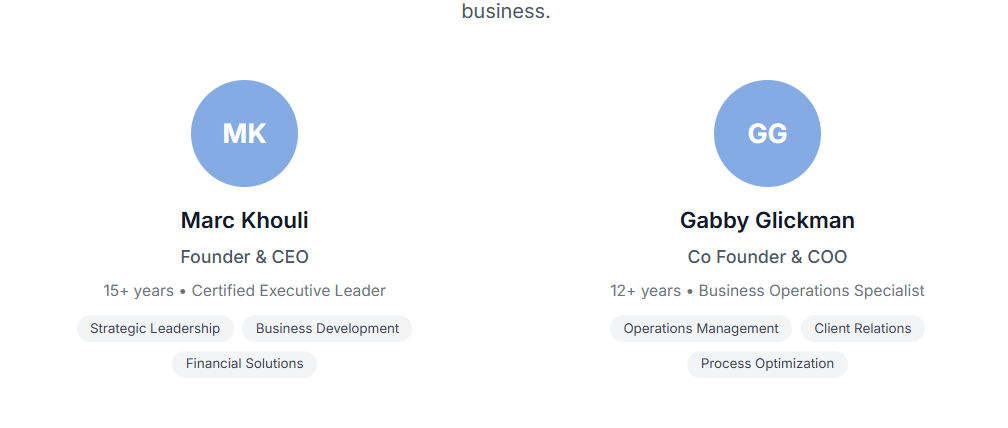 business.
MK
GG
Marc Khouli
Gabby Glickman
Founder & CEO
Co Founder & COO
15+ years • Certified Executive Leader
12+ years • Business Operations Specialist
Strategic Leadership
Business Development
Operations Management
Client Relations
Financial Solutions
Process Optimization